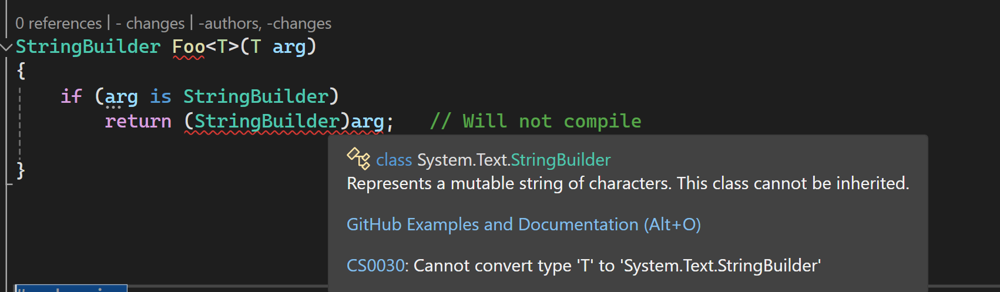 0 references | - changes | -authors, -changes
StringBuilder Foo<T>(T arg)
{
if (arg is StringBuilder)
return (StringBuilder)arg; // Will not compile
class System.Text.StringBuilder
Represents a mutable string of characters. This class cannot be inherited.
}
GitHub Examples and Documentation (Alt+O)
CS0030: Cannot convert type 'T' to 'System.Text.StringBuilder'